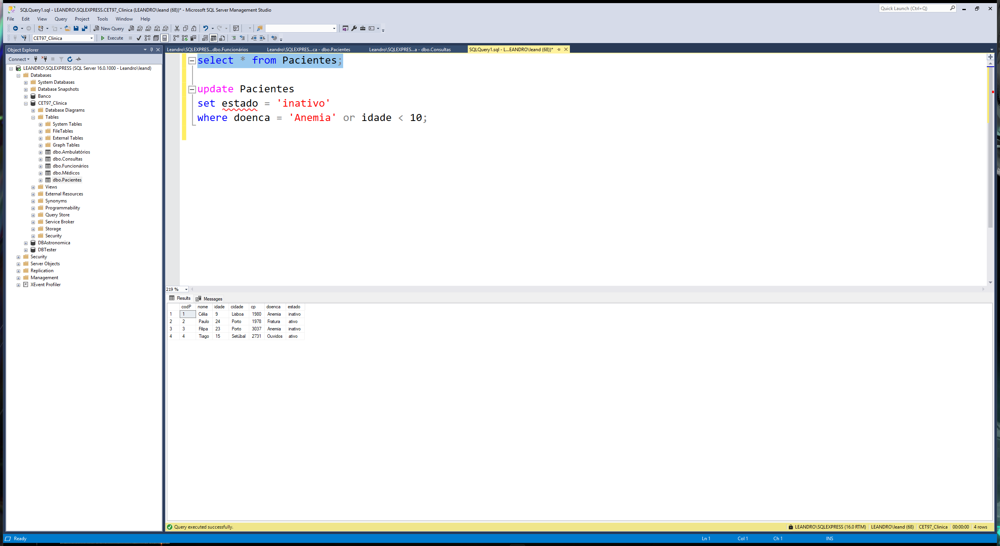 SQLQuery1.sql - LEANDRO\SQLEXPRESS.CET97_Clinica (LEANDRO\leand (68))* - Microsoft SQL Server Management Studio
Quick Launch (Ctrl+Q)
File Edit View Query Project Tools Window Help
New Query MDX DMX XMLA DAX
CET97_Clinica Execute
Object Explorer
Connect
LEANDRO\SQLEXPRESS (SQL Server 16.0.1000 - Leandro\leand)
Databases
System Databases
Database Snapshots
Banco
CET97_Clinica
Database Diagrams
Tables
System Tables
FileTables
External Tables
Graph Tables
dbo.Ambulatórios
dbo.Consultas
dbo.Funcionários
dbo.Médicos
dbo.Pacientes
Views
External Resources
Synonyms
Programmability
Query Store
Service Broker
Storage
Security
DBAstronomica
DBTester
Security
Server Objects
Replication
Management
XEvent Profiler
Leandro\SQLEXPRES...dbo.Funcionários Leandro\SQLEXPRES...ca - dbo.Pacientes Leandro\SQLEXPRES...a - dbo.Consultas SQLQuery1.sql - L...EANDRO\leand (68))*
select * from Pacientes;
update Pacientes
set estado = 'inativo'
where doenca = 'Anemia' or idade < 10;
219 %
Results Messages
codP nome idade cidade cp doenca estado
1 1 Célia 9 Lisboa 1980 Anemia inativo
2 2 Paulo 24 Porto 1978 Fratura ativo
3 3 Filipa 23 Porto 3037 Anemia inativo
4 4 Tiago 15 Setúbal 2731 Ouvidos ativo
Query executed successfully. LEANDRO\SQLEXPRESS (16.0 RTM) LEANDRO\leand (68) CET97_Clinica 00:00:00 4 rows
Ready Ln 1 Col 1 Ch 1 INS